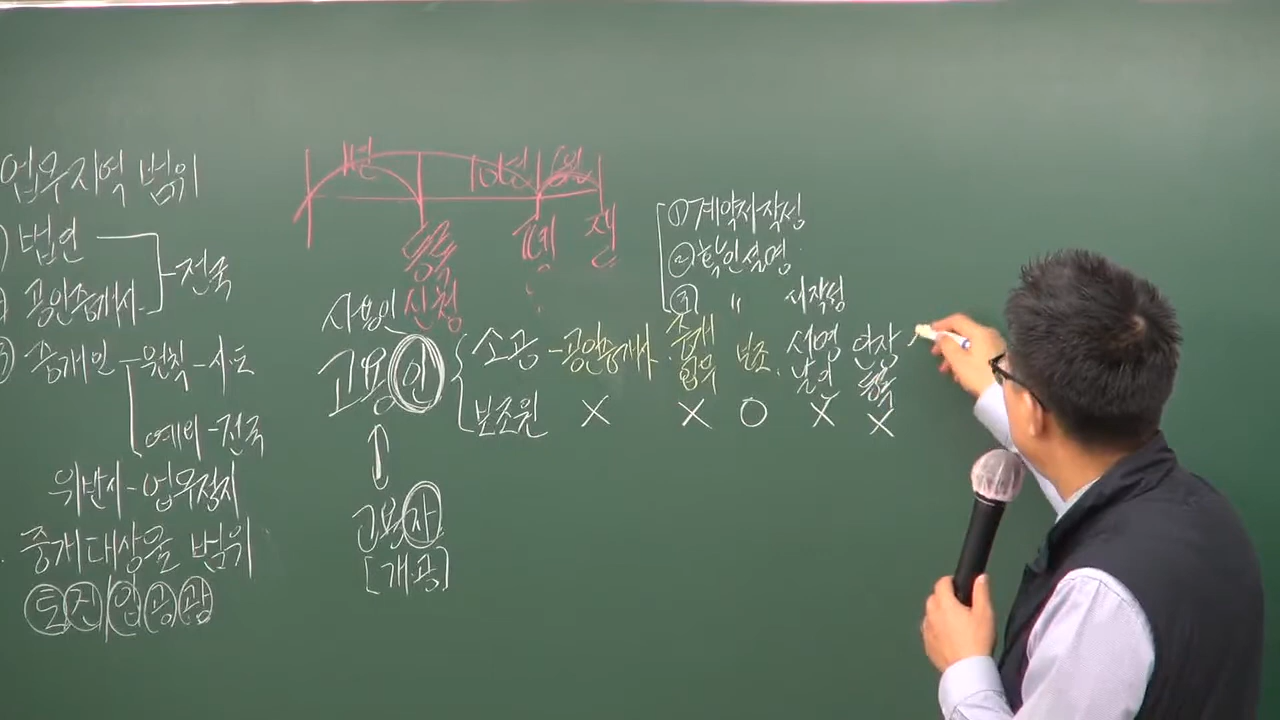 업무지역 범위
법인
공인중개사
전국
③ 중개인 - 원칙 - 시도
예외 - 전국
위반시 - 업무정지
중개대상물 범위
토 전 입 공 광
1년
등록
신청
사용인
고용인
고용자
[개·공]
① 계약서작성
② 확인설명
③ 〃 서작성
소공 - 공인중개사 중개업무 보조 서명날인 인장등록
보조원 X X O X X